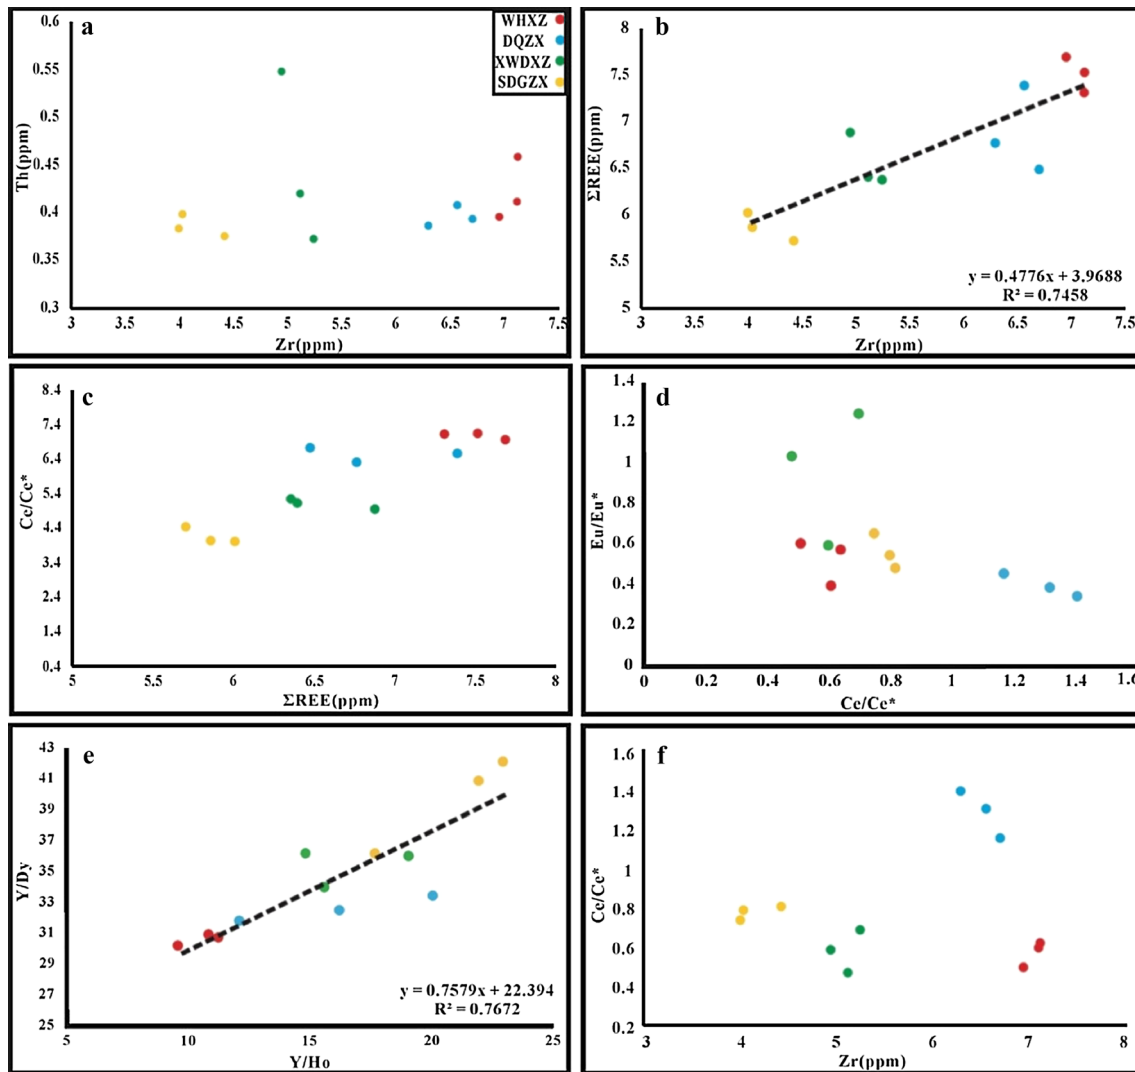 a
WHXZ
DQZX
XWDXZ
SDGZX
0.6
0.55
0.5
0.45
0.4
0.35
0.3
Th(ppm)
3 3.5 4 4.5 5 5.5 6 6.5 7 7.5
Zr(ppm)
b
8
7.5
7
6.5
6
5.5
5
ΣREE(ppm)
y = 0.4776x + 3.9688
R² = 0.7458
3 3.5 4 4.5 5 5.5 6 6.5 7 7.5
Zr(ppm)
c
8.4
7.4
6.4
5.4
4.4
3.4
2.4
1.4
0.4
Ce/Ce*
5 5.5 6 6.5 7 7.5 8
ΣREE(ppm)
d
1.4
1.2
1
0.8
0.6
0.4
0.2
0
Eu/Eu*
0 0.2 0.4 0.6 0.8 1 1.2 1.4 1.6
Ce/Ce*
e
43
41
39
37
35
33
31
29
27
25
Y/Dy
y = 0.7579x + 22.394
R² = 0.7672
5 10 15 20 25
Y/Ho
f
1.6
1.4
1.2
1
0.8
0.6
0.4
0.2
Ce/Ce*
3 4 5 6 7 8
Zr(ppm)